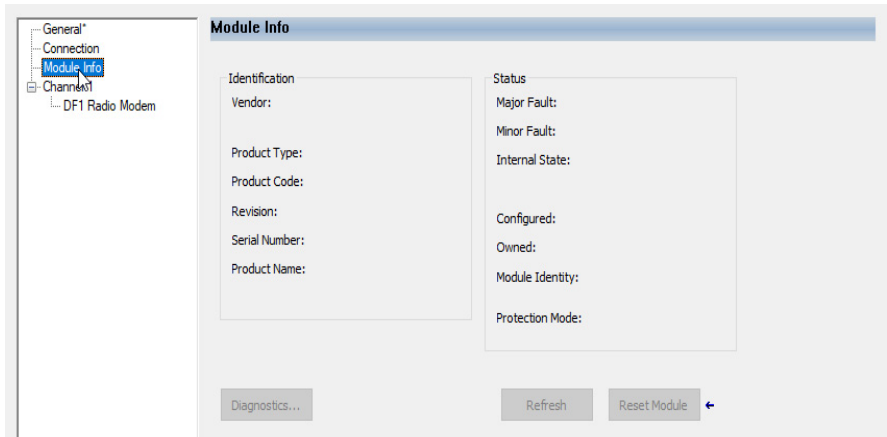 General*
Connection
Module Info
Channel1
DF1 Radio Modem
Module Info
Identification
Vendor:
Product Type:
Product Code:
Revision:
Serial Number:
Product Name:
Status
Major Fault:
Minor Fault:
Internal State:
Configured:
Owned:
Module Identity:
Protection Mode:
Diagnostics...
Refresh
Reset Module